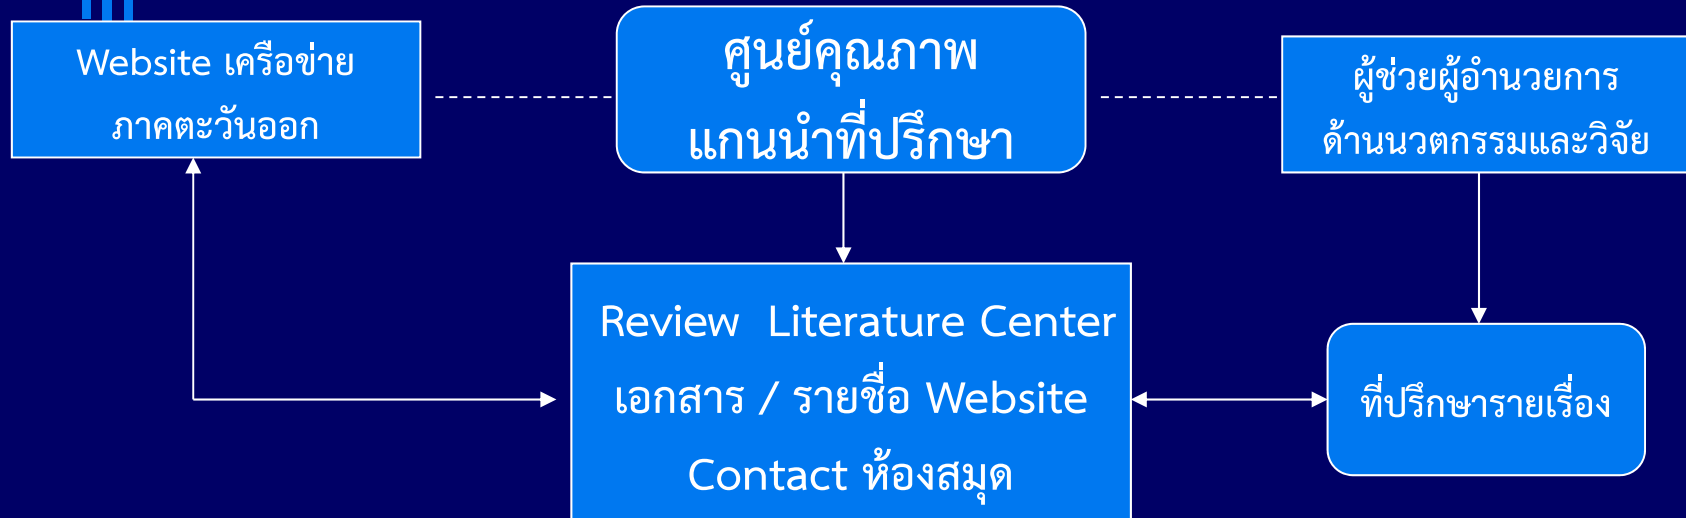 Website เครือข่าย
ภาคตะวันออก
ศูนย์คุณภาพ
แกนนำที่ปรึกษา
ผู้ช่วยผู้อำนวยการ
ด้านนวตกรรมและวิจัย
Review Literature Center
เอกสาร / รายชื่อ Website
Contact ห้องสมุด
ที่ปรึกษารายเรื่อง